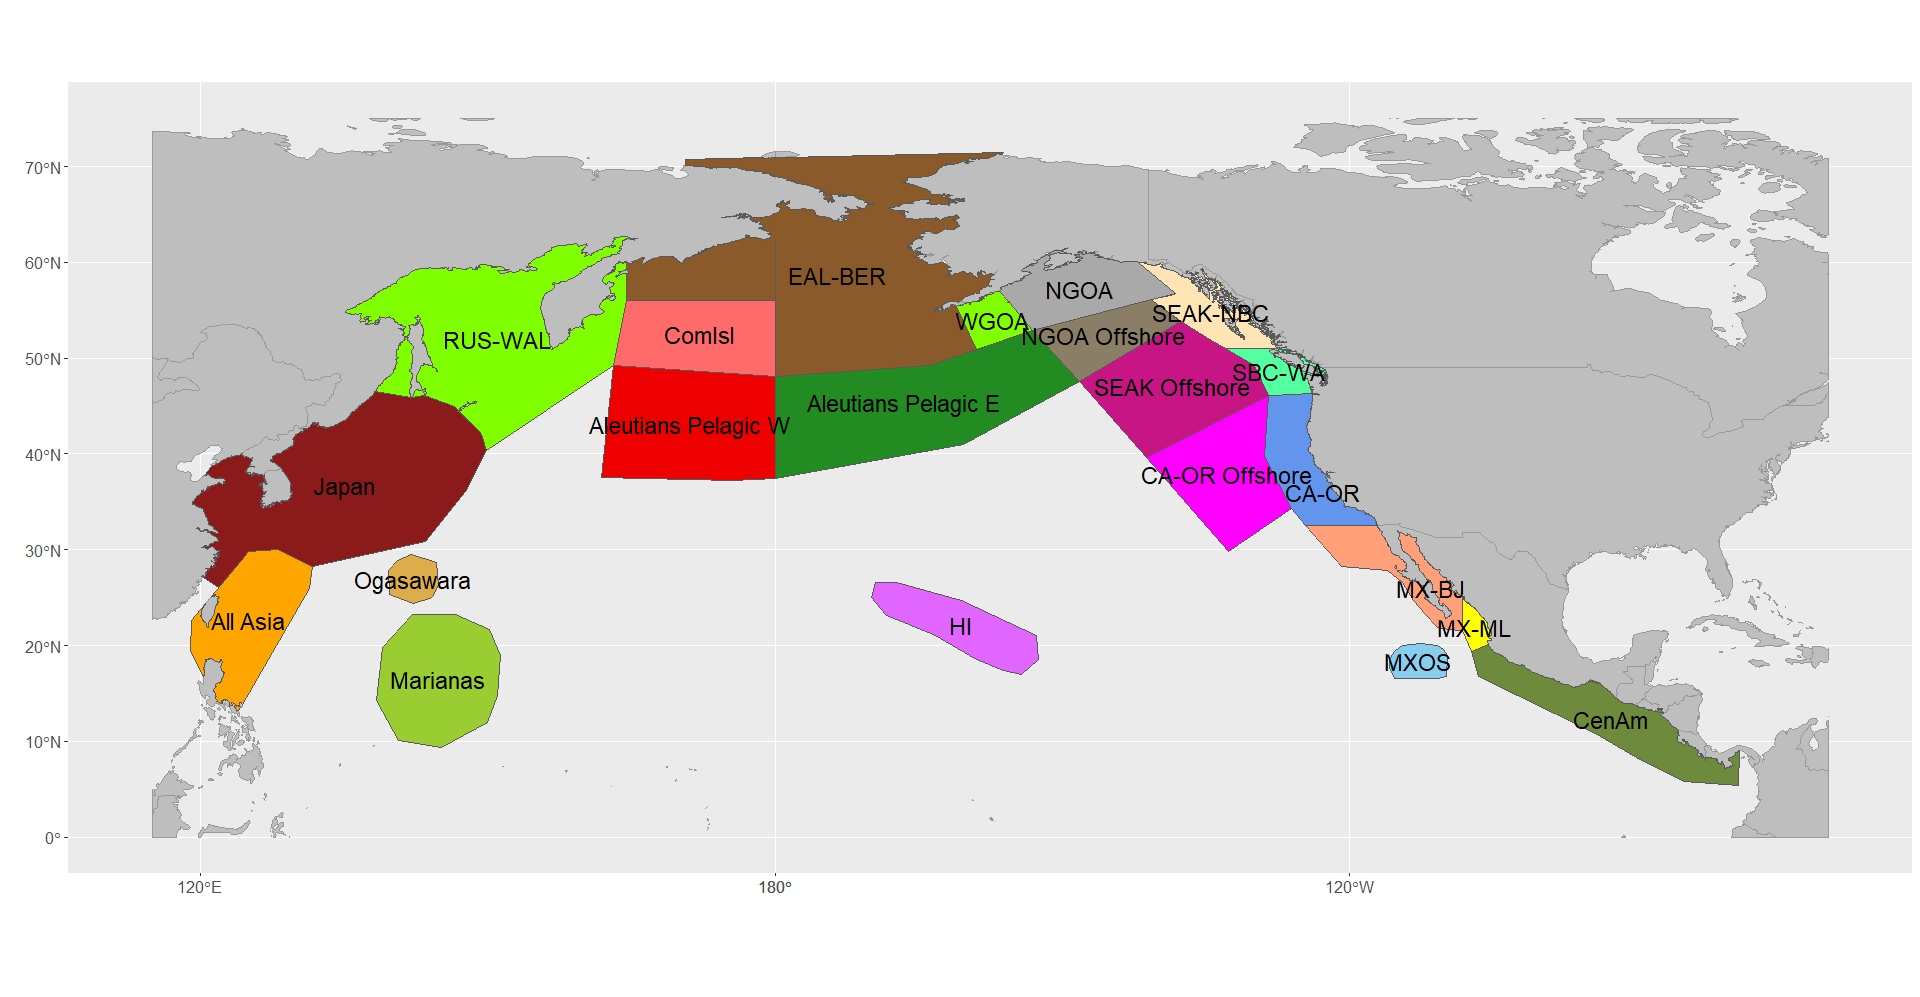 70°N
60°N
50°N
40°N
30°N
20°N
10°N
0°
EAL-BER
NGOA
SEAK-NBC
WGOA
RUS-WAL
ComIsl
NGOA Offshore
SBC-WA
SEAK Offshore
Aleutians Pelagic E
Aleutians Pelagic W
CA-OR Offshore
Japan
CA-OR
Ogasawara
MX-BJ
All Asia
HI
MX-ML
MXOS
Marianas
CenAm
120°E
180°
120°W